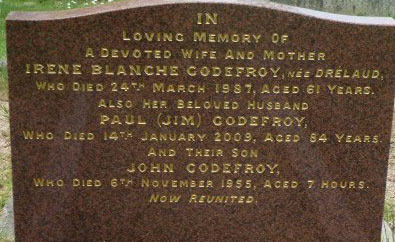 IN
LOVING MEMORY OF
A DEVOTED WIFE AND MOTHER
IRENE BLANCHE GODEFROY, NÉE DRÉLAUD,
WHO DIED 24TH MARCH 1987, AGED 61 YEARS.
ALSO HER BELOVED HUSBAND
PAUL (JIM) GODEFROY,
WHO DIED 14TH JANUARY 2009, AGED 84 YEARS.
AND THEIR SON
JOHN GODEFROY,
WHO DIED 6TH NOVEMBER 1955, AGED 7 HOURS.
NOW REUNITED.